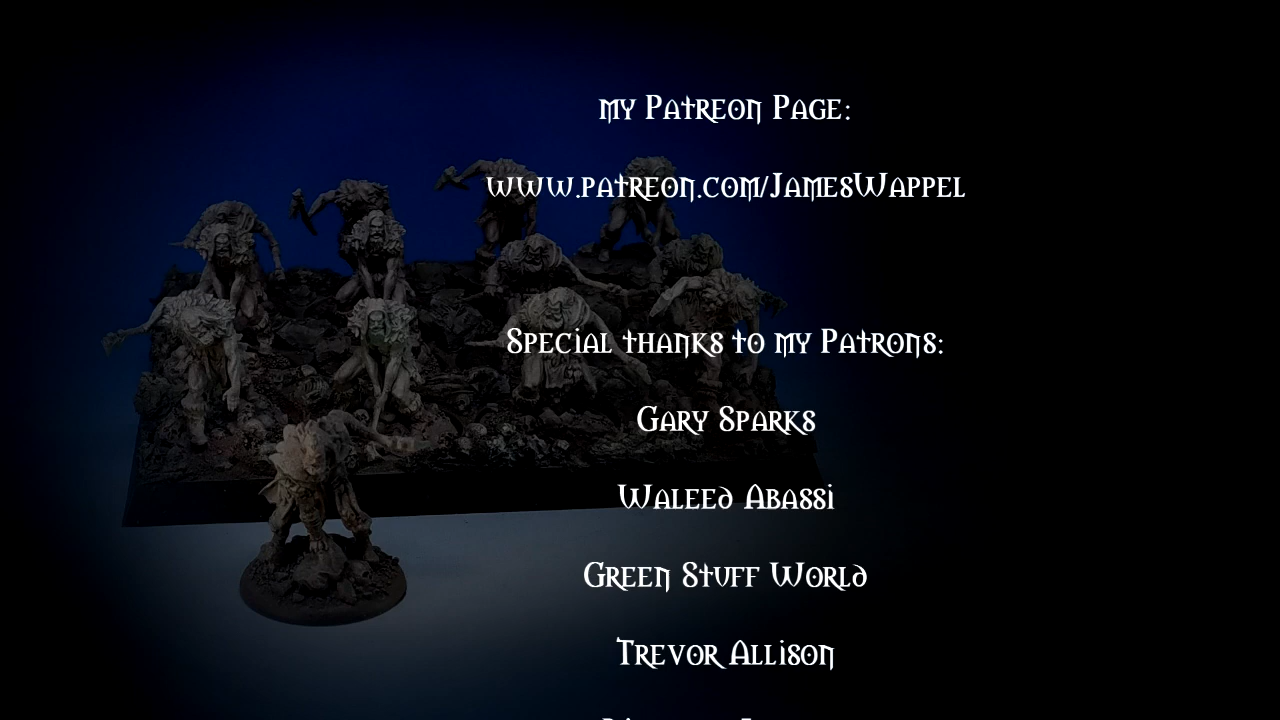 my Patreon Page:
www.patreon.com/JamesWappel
Special thanks to my Patrons:
Gary Sparks
Waleed Abassi
Green Stuff World
Trevor Allison